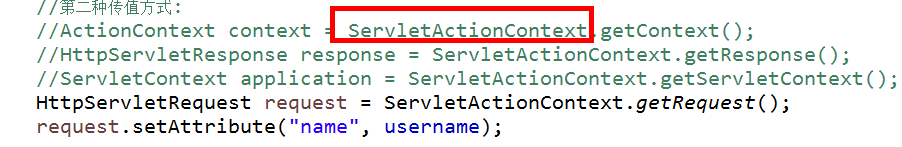 //第二种传值方式:
//ActionContext context = ServletActionContext.getContext();
//HttpServletResponse response = ServletActionContext.getResponse();
//ServletContext application = ServletActionContext.getServletContext();
HttpServletRequest request = ServletActionContext.getRequest();
request.setAttribute("name", username);